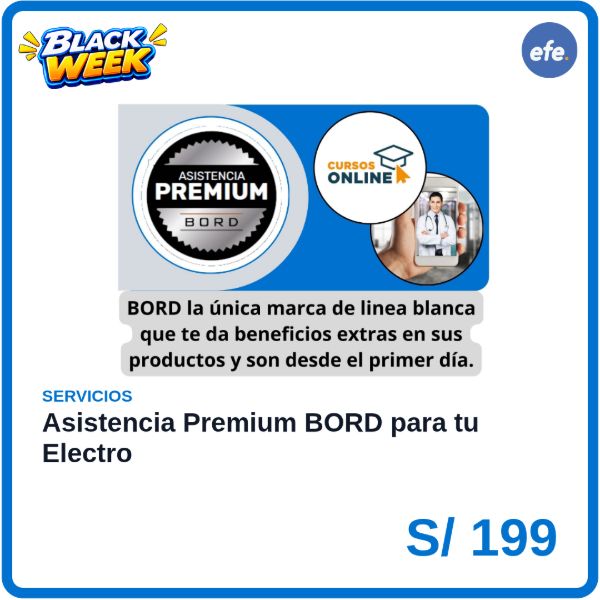 BLACK
WEEK
efe.
ASISTENCIA
PREMIUM
BORD
CURSOS
ONLINE
BORD la única marca de linea blanca
que te da beneficios extras en sus
productos y son desde el primer día.
SERVICIOS
Asistencia Premium BORD para tu
Electro
S/ 199